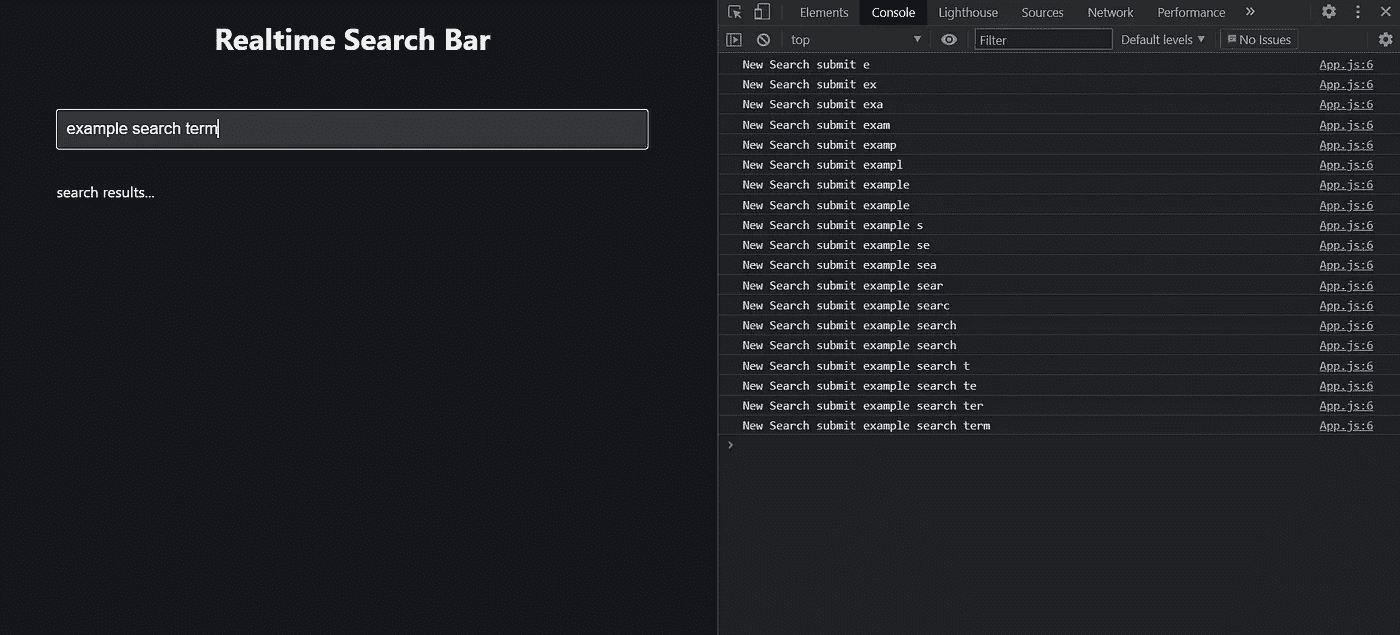 Realtime Search Bar
example search term
search results...
Elements Console Lighthouse Sources Network Performance »
top Filter Default levels ▼ No Issues
New Search submit e App.js:6
New Search submit ex App.js:6
New Search submit exa App.js:6
New Search submit exam App.js:6
New Search submit examp App.js:6
New Search submit exampl App.js:6
New Search submit example App.js:6
New Search submit example App.js:6
New Search submit example s App.js:6
New Search submit example se App.js:6
New Search submit example sea App.js:6
New Search submit example sear App.js:6
New Search submit example searc App.js:6
New Search submit example search App.js:6
New Search submit example search App.js:6
New Search submit example search t App.js:6
New Search submit example search te App.js:6
New Search submit example search ter App.js:6
New Search submit example search term App.js:6